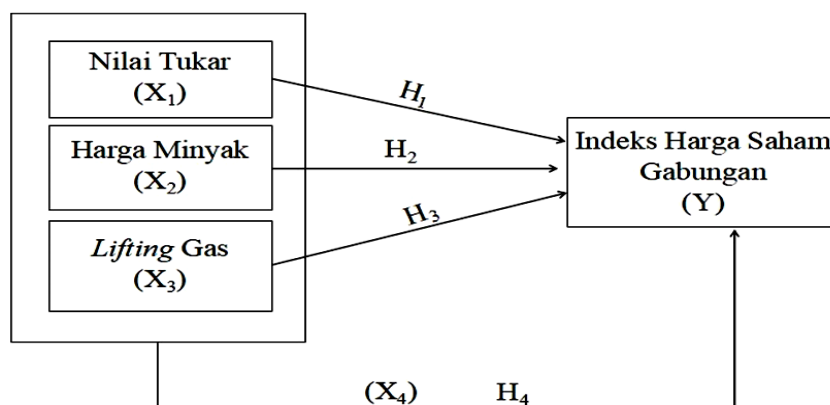 Nilai Tukar
(X₁)
H₁
Harga Minyak
(X₂)
H₂
Lifting Gas
(X₃)
H₃
Indeks Harga Saham
Gabungan
(Y)
(X₄) H₄